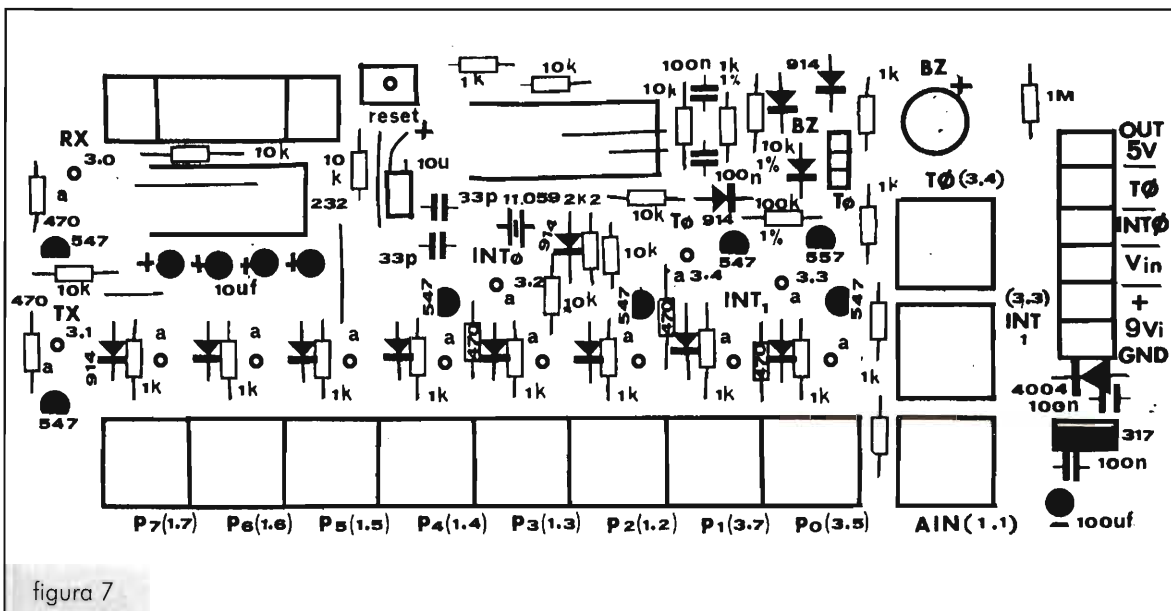 1k
10k
100n
1k
1%
914
1k
BZ
+
1M
reset
RX
3.0
10k
10
k
10u
+
10k
BZ
10k
1%
OUT
5V
TØ
INTØ
Vin
+
9Vi
GND
a
470
232
33p
11.059
2k2
10k
TØ
914
100n
100k
1%
TØ
1k
TØ (3.4)
547
10k
+
+
+
+
10uf
33p
INTØ
914
10k
a
3.4
547
557
3.2
a
10k
3.3
a
INT1
547
547
547
470
TX
3.1
a
914
547
a
a
a
a
470
a
a
470
a
470
a
1k
1k
1k
1k
1k
1k
1k
1k
1k
(3,3)
INT
1
4004
100n
317
100n
100uf
P7(1.7)
P6(1.6)
P5(1.5)
P4(1.4)
P3(1.3)
P2(1.2)
P1(3.7)
P0(3.5)
AIN(1.1)
figura 7